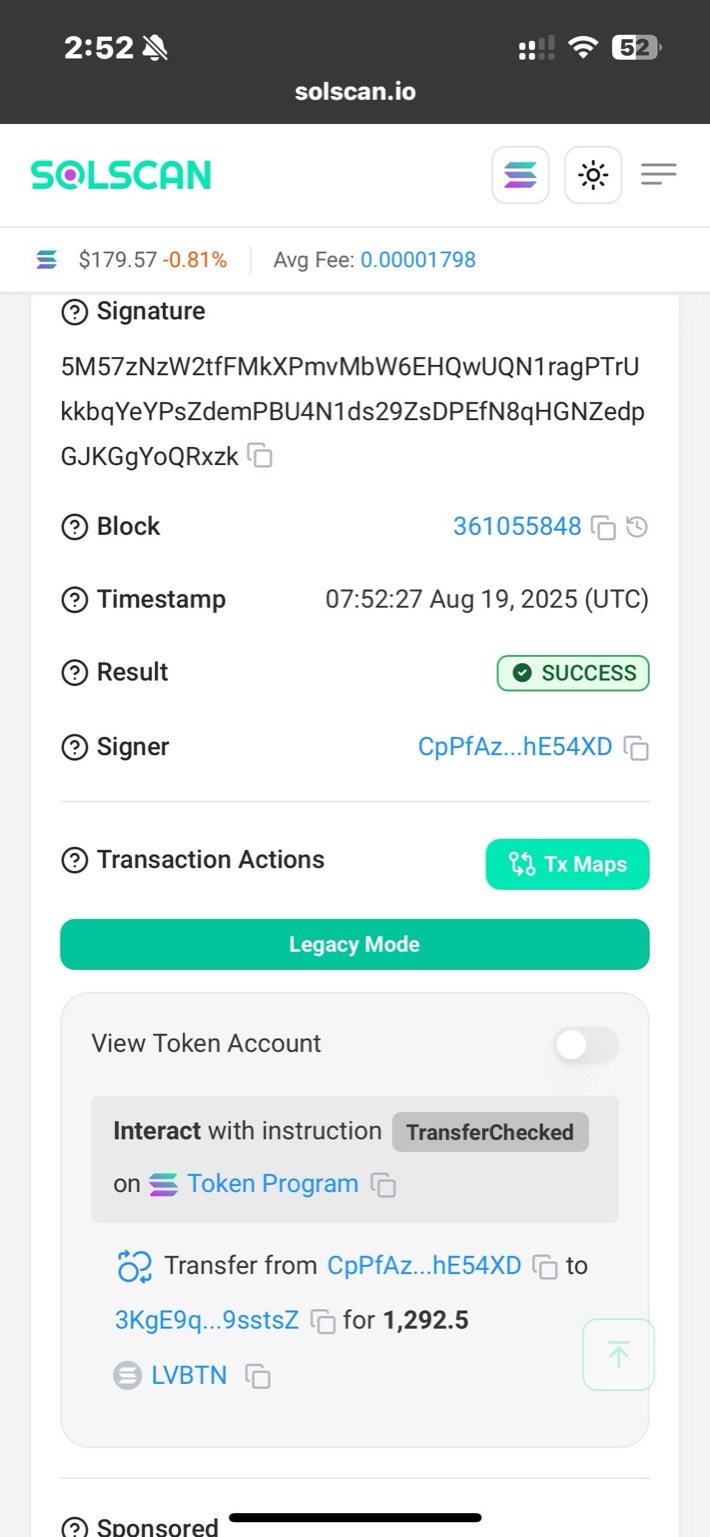 2:52 52
solscan.io
SOLSCAN
$179.57 -0.81% Avg Fee: 0.00001798
Signature
5M57zNzW2tfFMkXPmvMbW6EHQwUQN1ragPTrU
kkbqYeYPsZdemPBU4N1ds29ZsDPEfN8qHGNZedp
GJKGgYoQRxzk
Block 361055848
Timestamp 07:52:27 Aug 19, 2025 (UTC)
Result SUCCESS
Signer CpPfAz...hE54XD
Transaction Actions Tx Maps
Legacy Mode
View Token Account
Interact with instruction TransferChecked
on Token Program
Transfer from CpPfAz...hE54XD to
3KgE9q...9sstsZ for 1,292.5
LVBTN
Sponsored